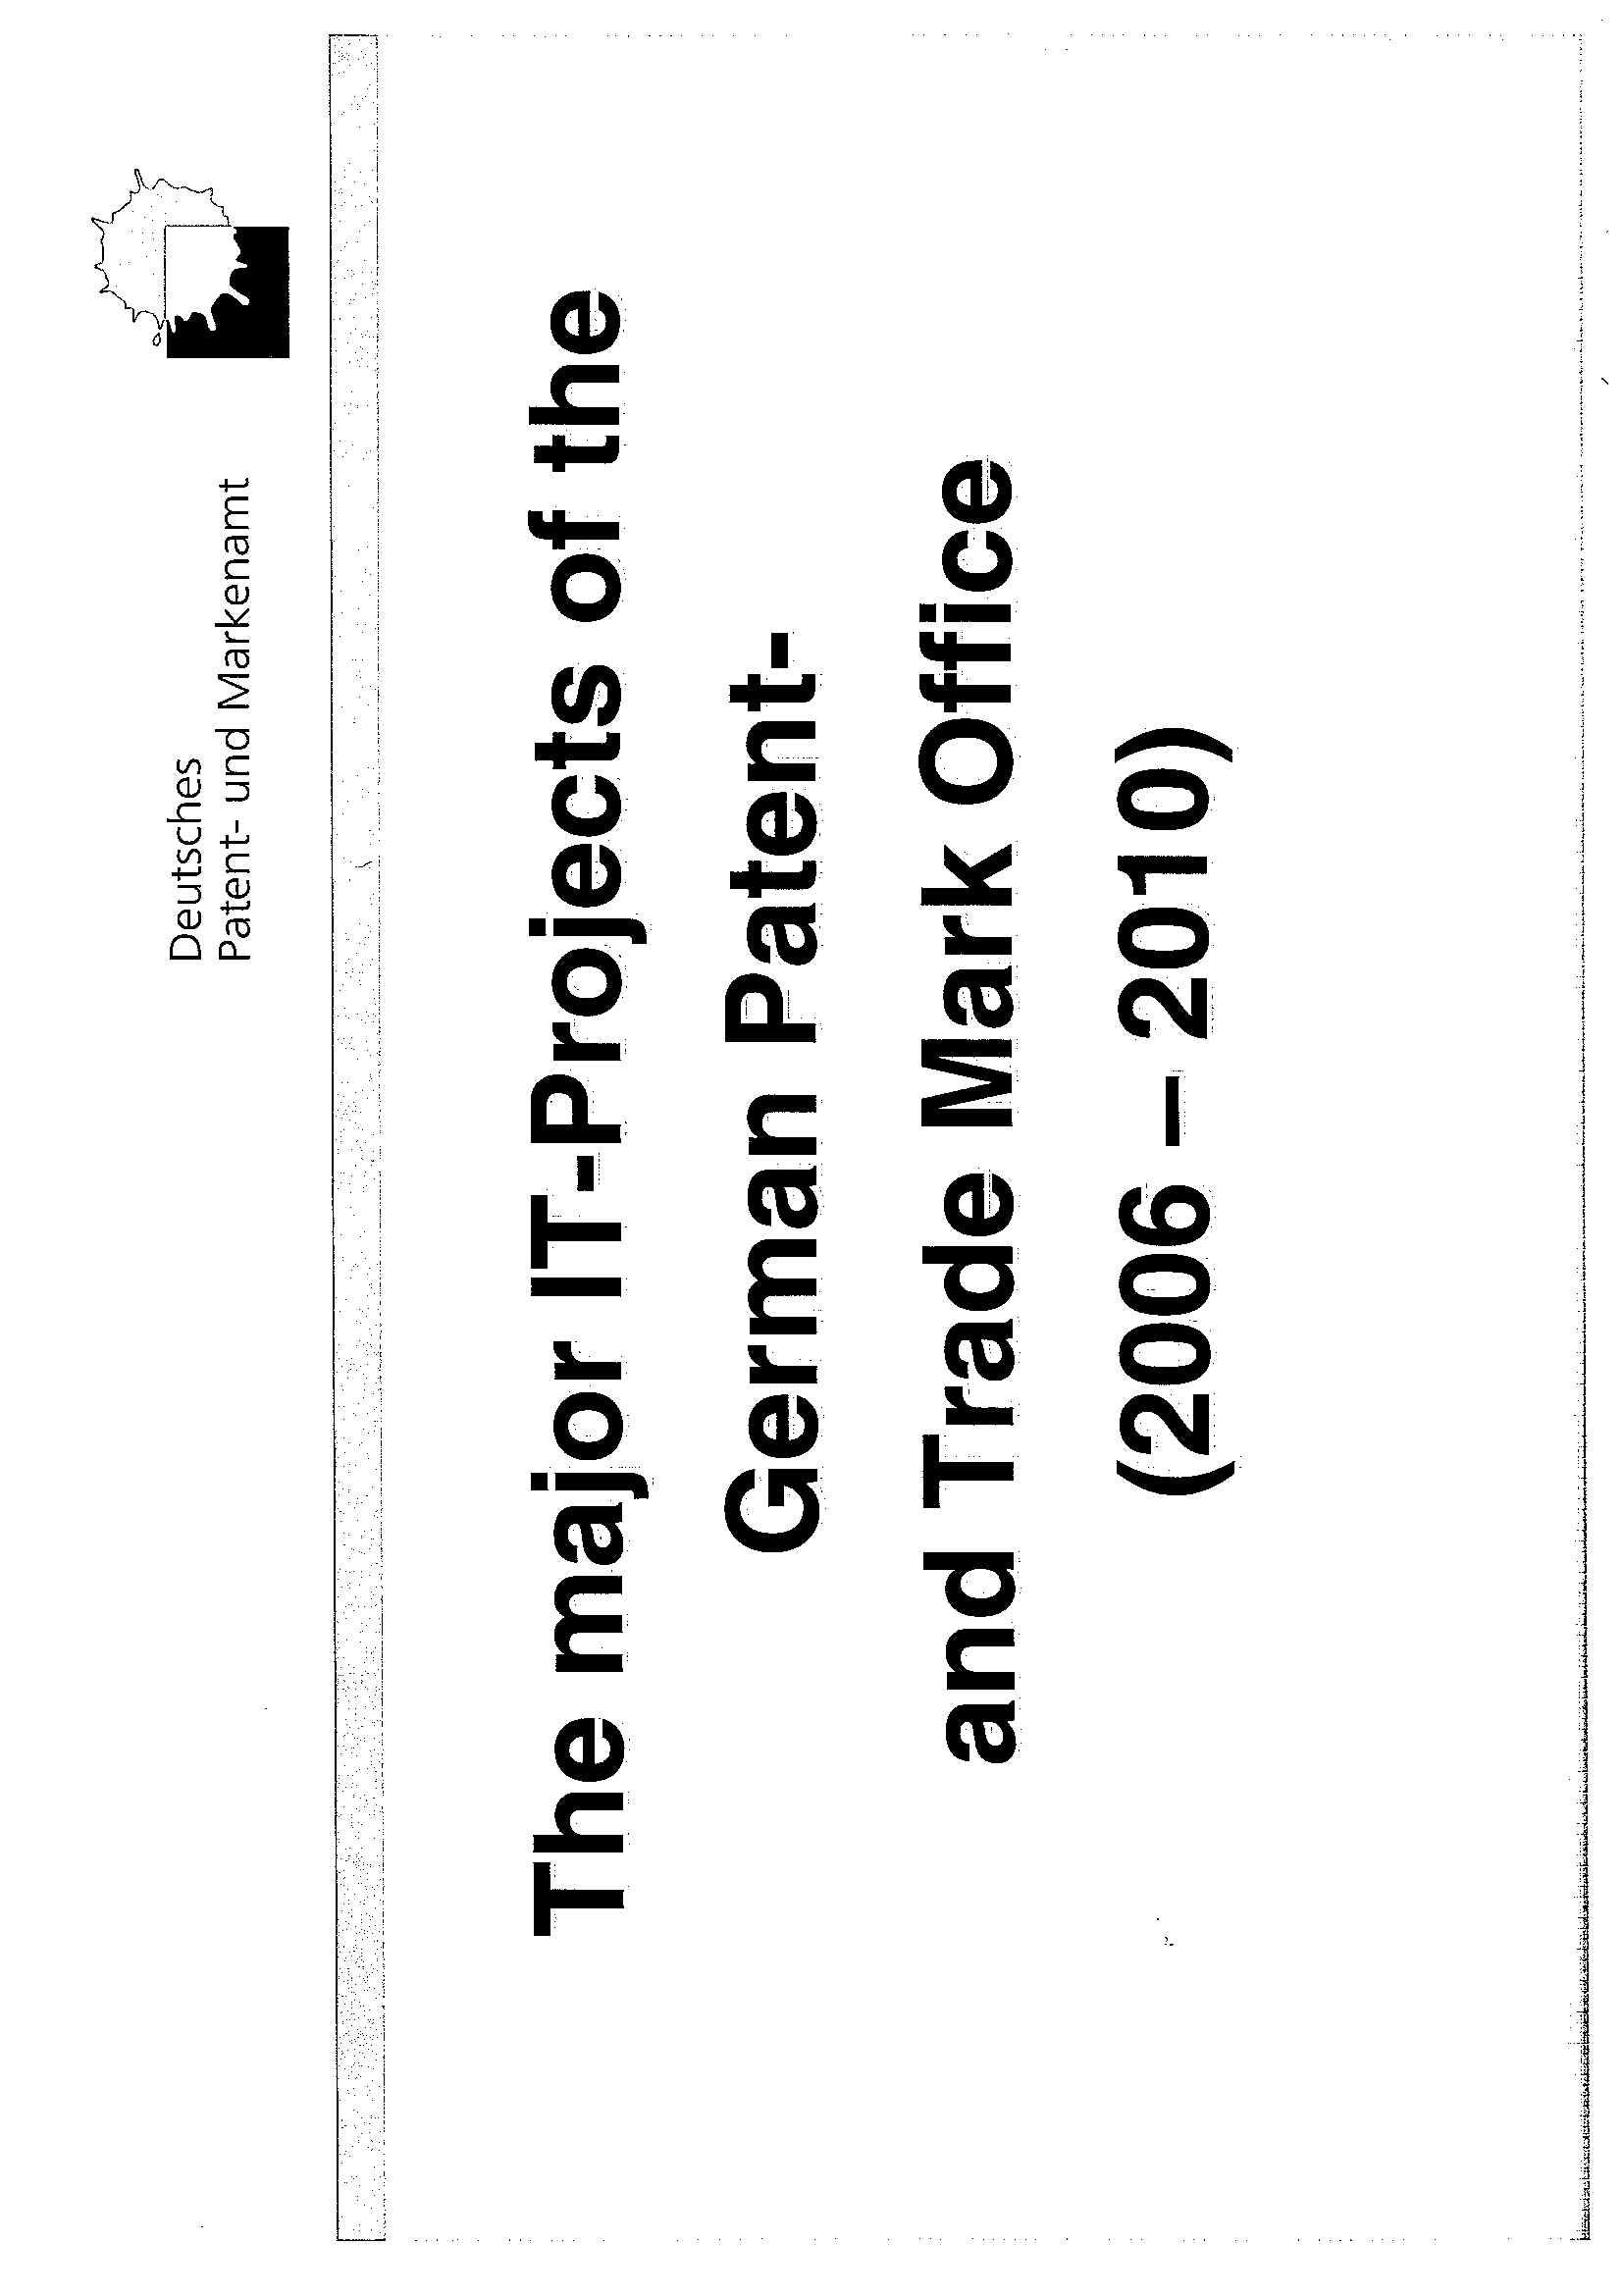 Deutsches
Patent- und Markenamt
The major IT-Projects of the
German Patent-
and Trade Mark Office
(2006 – 2010)